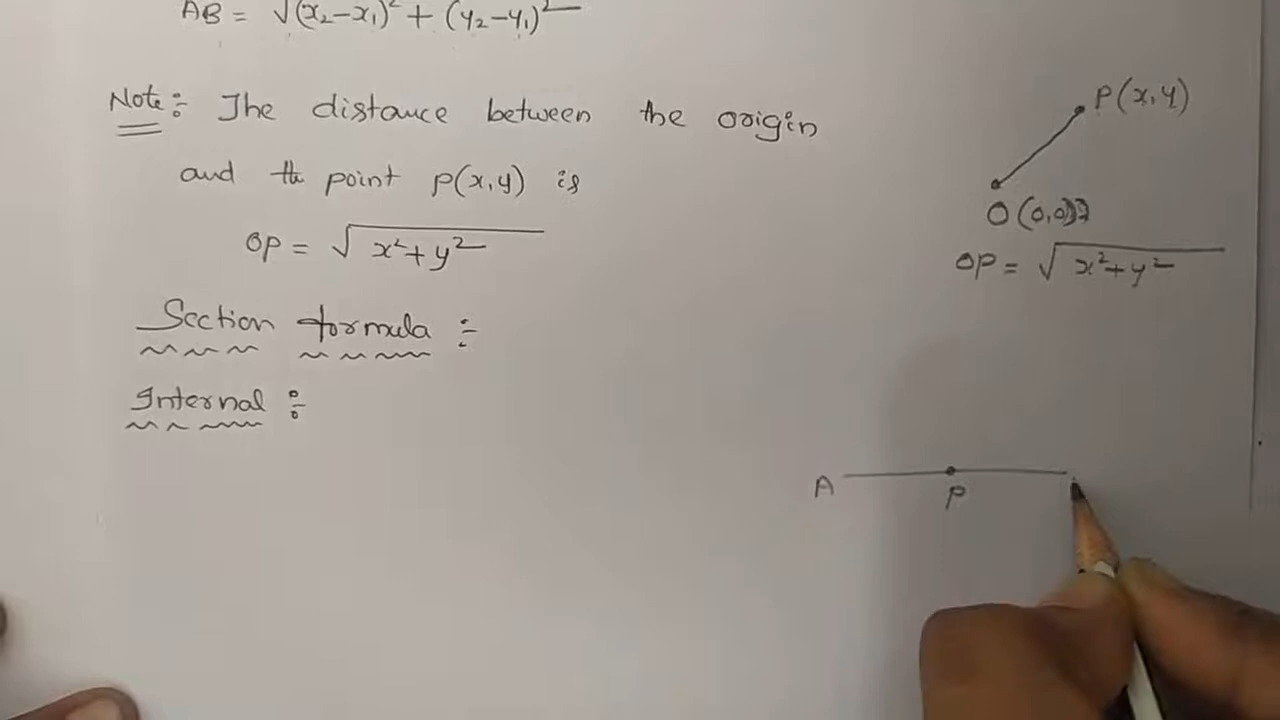 AB = √(x₂-x₁)² + (y₂-y₁)²
Note: The distance between the origin
and the point P(x,y) is
OP = √x²+y²
Section formula :-
Internal :-
P(x,y)
O(0,0)
OP = √x²+y²
A P